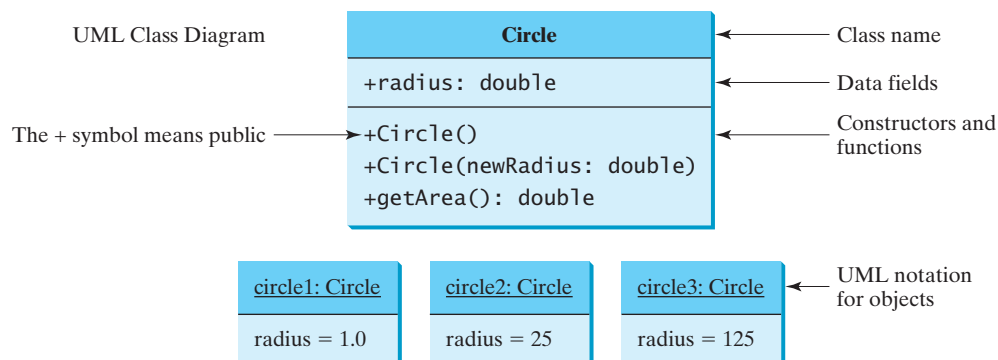 UML Class Diagram
Circle
Class name
+radius: double
Data fields
The + symbol means public
+Circle()
+Circle(newRadius: double)
+getArea(): double
Constructors and
functions
circle1: Circle
circle2: Circle
circle3: Circle
UML notation
for objects
radius = 1.0
radius = 25
radius = 125